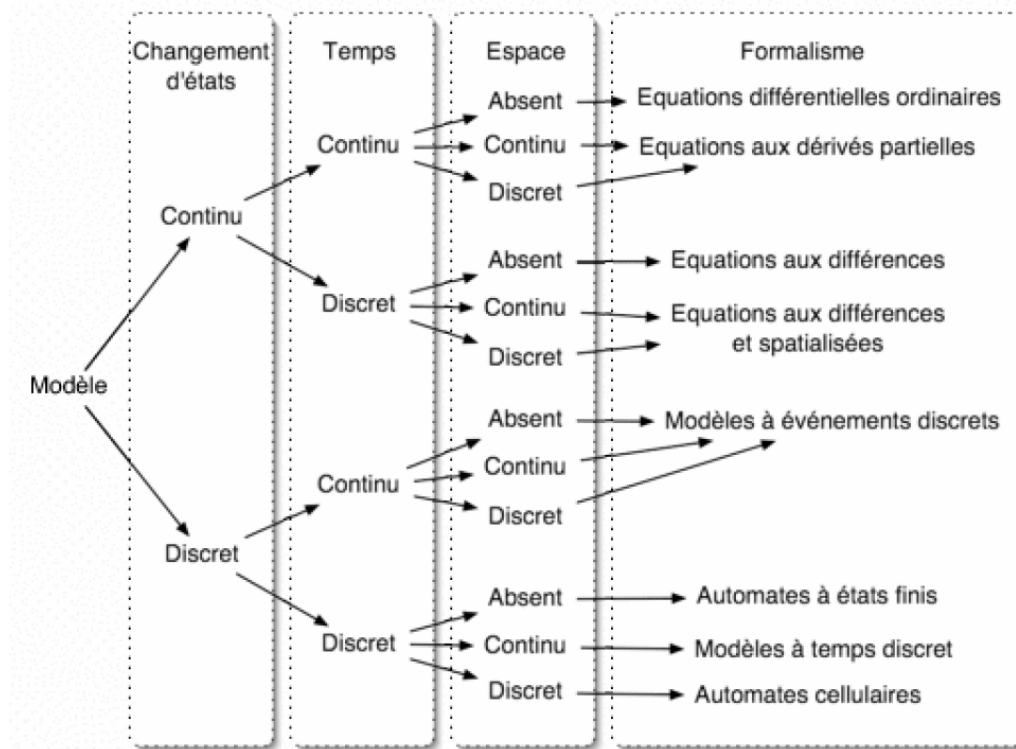 Changement
d'états
Temps
Espace
Formalisme
Absent
Equations différentielles ordinaires
Continu
Continu
Equations aux dérivés partielles
Discret
Continu
Absent
Equations aux différences
Discret
Continu
Equations aux différences
et spatialisées
Discret
Modèle
Absent
Modèles à événements discrets
Continu
Continu
Discret
Discret
Absent
Automates à états finis
Discret
Continu
Modèles à temps discret
Discret
Automates cellulaires